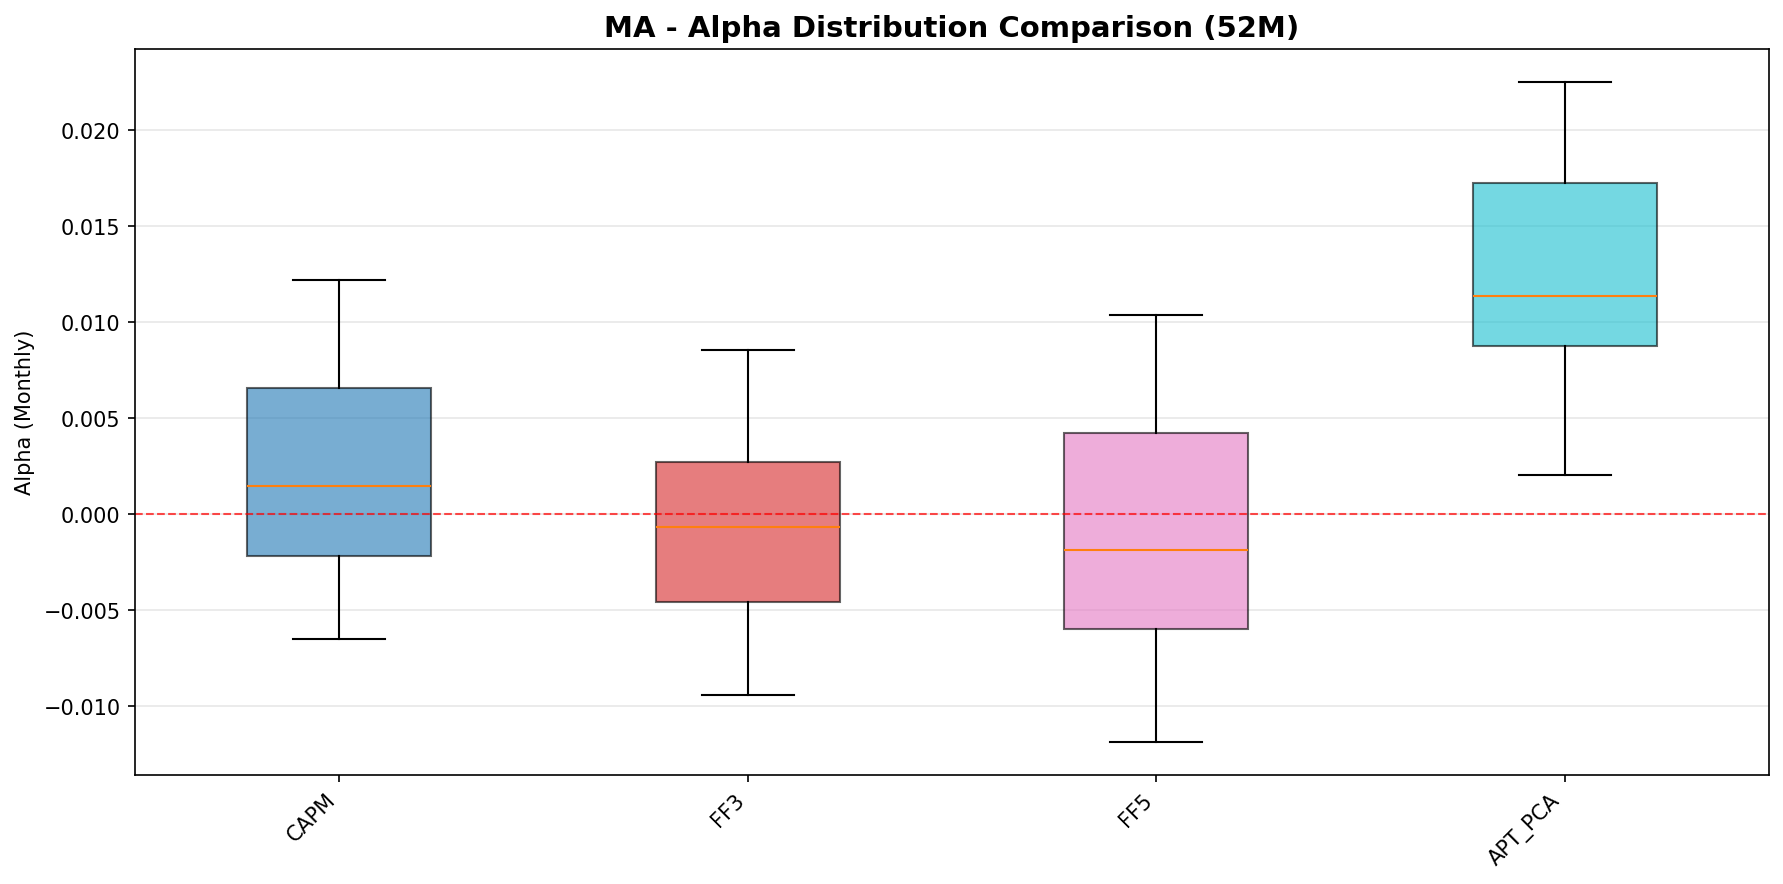 MA - Alpha Distribution Comparison (52M)
Alpha (Monthly)
0.020
0.015
0.010
0.005
0.000
−0.005
−0.010
CAPM
FF3
FF5
APT_PCA